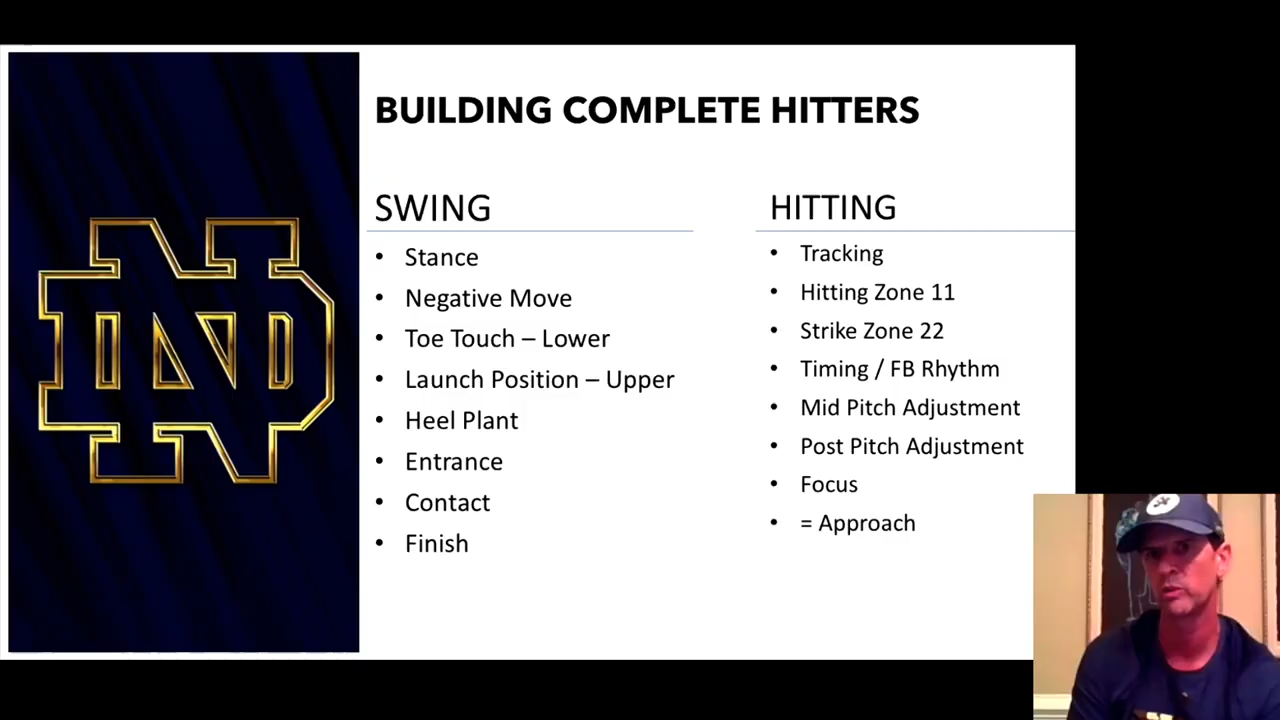 BUILDING COMPLETE HITTERS
SWING
• Stance
• Negative Move
• Toe Touch – Lower
• Launch Position – Upper
• Heel Plant
• Entrance
• Contact
• Finish
HITTING
• Tracking
• Hitting Zone 11
• Strike Zone 22
• Timing / FB Rhythm
• Mid Pitch Adjustment
• Post Pitch Adjustment
• Focus
• = Approach
ND